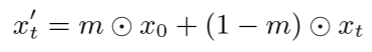 x′_t = m ⊙ x_0 + (1 − m) ⊙ x_t